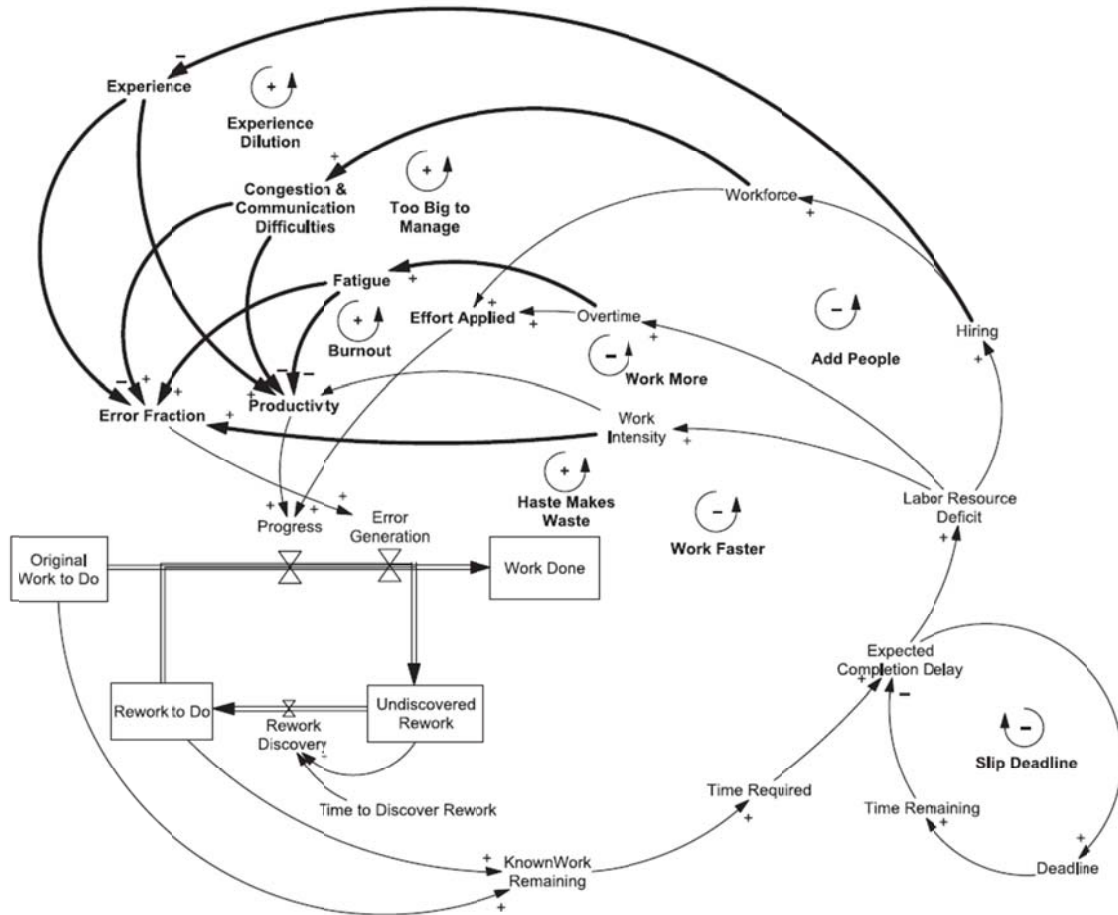 Experience
Experience
Dilution
Congestion &
Communication
Difficulties
Too Big to
Manage
Workforce
Fatigue
Effort Applied
Overtime
Hiring
Burnout
Add People
Work More
Error Fraction
Productivty
Work
Intensity
Haste Makes
Waste
Labor Resource
Deficit
Progress
Error
Generation
Work Faster
Original
Work to Do
Work Done
Expected
Completion Delay
Rework to Do
Undiscovered
Rework
Rework
Discovery
Slip Deadline
Time to Discover Rework
Time Required
Time Remaining
KnownWork
Remaining
Deadline